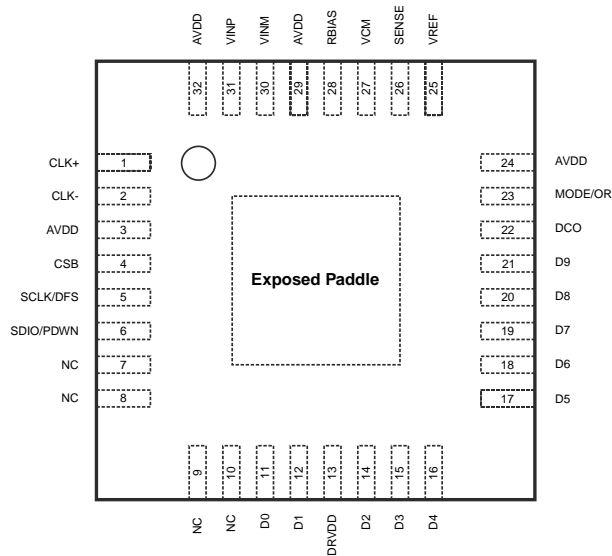 AVDD VINP VINM AVDD RBIAS VCM SENSE VREF
32 31 30 29 28 27 26 25
CLK+ 1 24 AVDD
CLK- 2 23 MODE/OR
AVDD 3 22 DCO
CSB 4 21 D9
Exposed Paddle
SCLK/DFS 5 20 D8
SDIO/PDWN 6 19 D7
NC 7 18 D6
NC 8 17 D5
9 10 11 12 13 14 15 16
NC NC D0 D1 DRVDD D2 D3 D4